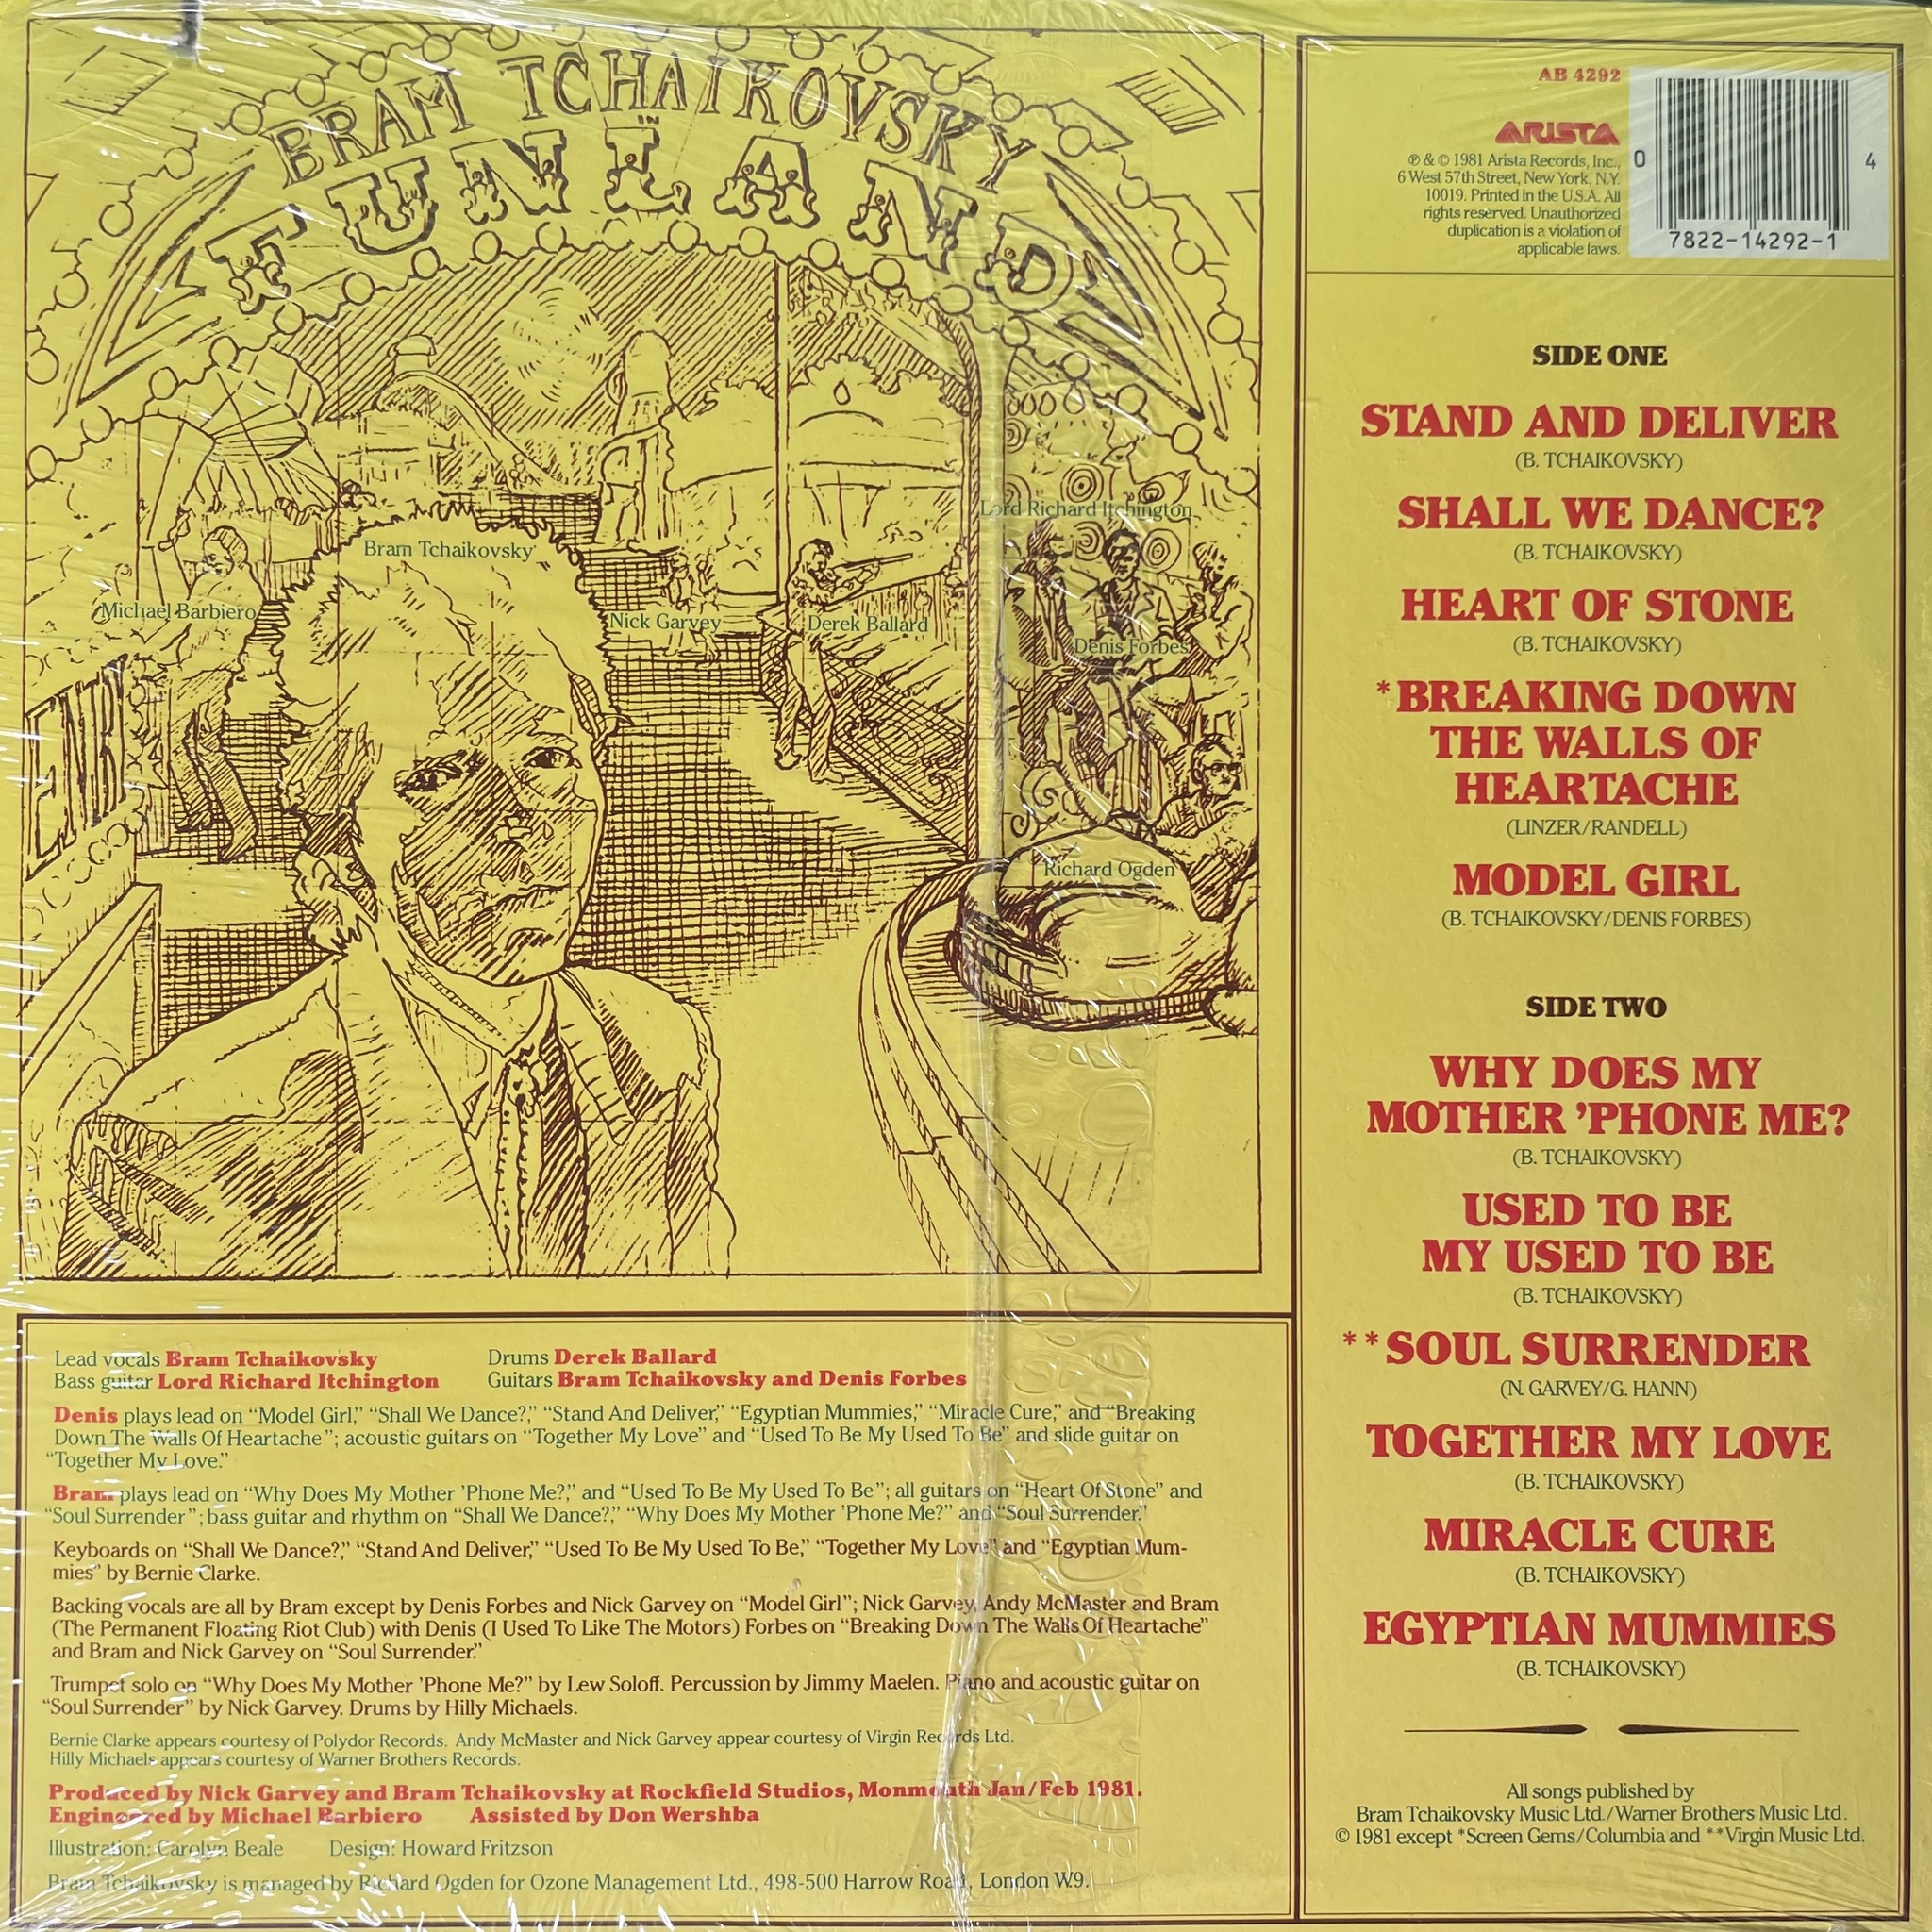 BRAM TCHAIKOVSKY
IN
FUNLAND
Lord Richard Itchington
Bram Tchaikovsky
Michael Barbiero
Nick Garvey
Derek Ballard
Denis Forbes
Richard Ogden
Lead vocals Bram Tchaikovsky
Bass guitar Lord Richard Itchington
Drums Derek Ballard
Guitars Bram Tchaikovsky and Denis Forbes
Denis plays lead on “Model Girl,” “Shall We Dance?,” “Stand And Deliver,” “Egyptian Mummies,” “Miracle Cure,” and “Breaking
Down The Walls Of Heartache”; acoustic guitars on “Together My Love” and “Used To Be My Used To Be” and slide guitar on
“Together My Love.”
Bram plays lead on “Why Does My Mother ’Phone Me?,” and “Used To Be My Used To Be”; all guitars on “Heart Of Stone” and
“Soul Surrender”; bass guitar and rhythm on “Shall We Dance?,” “Why Does My Mother ’Phone Me?” and “Soul Surrender.”
Keyboards on “Shall We Dance?,” “Stand And Deliver,” “Used To Be My Used To Be,” “Together My Love” and “Egyptian Mum-
mies” by Bernie Clarke.
Backing vocals are all by Bram except by Denis Forbes and Nick Garvey on “Model Girl”; Nick Garvey, Andy McMaster and Bram
(The Permanent Floating Riot Club) with Denis (I Used To Like The Motors) Forbes on “Breaking Down The Walls Of Heartache”
and Bram and Nick Garvey on “Soul Surrender.”
Trumpet solo on “Why Does My Mother ’Phone Me?” by Lew Soloff. Percussion by Jimmy Maelen. Piano and acoustic guitar on
“Soul Surrender” by Nick Garvey. Drums by Hilly Michaels.
Bernie Clarke appears courtesy of Polydor Records. Andy McMaster and Nick Garvey appear courtesy of Virgin Records Ltd.
Hilly Michaels appears courtesy of Warner Brothers Records.
Produced by Nick Garvey and Bram Tchaikovsky at Rockfield Studios, Monmouth Jan/Feb 1981.
Engineered by Michael Barbiero Assisted by Don Wershba
Illustration: Carolyn Beale Design: Howard Fritzson
Bram Tchaikovsky is managed by Richard Ogden for Ozone Management Ltd., 498-500 Harrow Road, London W.9.
AB 4292
ARISTA
℗ & © 1981 Arista Records, Inc.,
6 West 57th Street, New York, N.Y.
10019. Printed in the U.S.A. All
rights reserved. Unauthorized
duplication is a violation of
applicable laws.
0 4
7822-14292-1
SIDE ONE
STAND AND DELIVER
(B. TCHAIKOVSKY)
SHALL WE DANCE?
(B. TCHAIKOVSKY)
HEART OF STONE
(B. TCHAIKOVSKY)
*BREAKING DOWN
THE WALLS OF
HEARTACHE
(LINZER/RANDELL)
MODEL GIRL
(B. TCHAIKOVSKY/DENIS FORBES)
SIDE TWO
WHY DOES MY
MOTHER ’PHONE ME?
(B. TCHAIKOVSKY)
USED TO BE
MY USED TO BE
(B. TCHAIKOVSKY)
**SOUL SURRENDER
(N. GARVEY/G. HANN)
TOGETHER MY LOVE
(B. TCHAIKOVSKY)
MIRACLE CURE
(B. TCHAIKOVSKY)
EGYPTIAN MUMMIES
(B. TCHAIKOVSKY)
All songs published by
Bram Tchaikovsky Music Ltd./Warner Brothers Music Ltd.
© 1981 except *Screen Gems/Columbia and **Virgin Music Ltd.